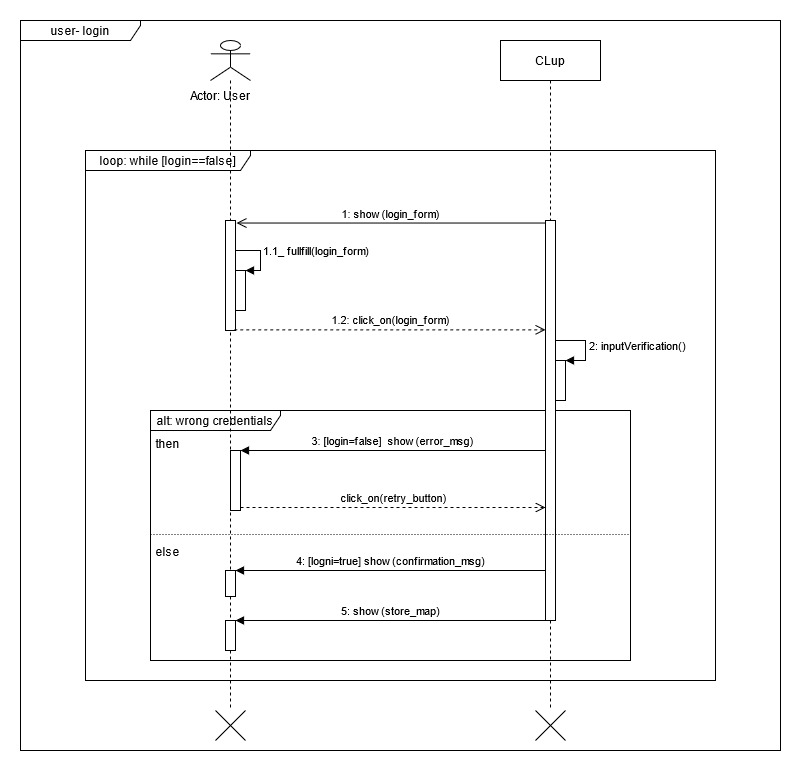 user- login
CLup
Actor: User
loop: while [login==false]
1: show (login_form)
1.1_ fullfill(login_form)
1.2: click_on(login_form)
2: inputVerification()
alt: wrong credentials
then
3: [login=false]  show (error_msg)
click_on(retry_button)
else
4: [logni=true] show (confirmation_msg)
5: show (store_map)